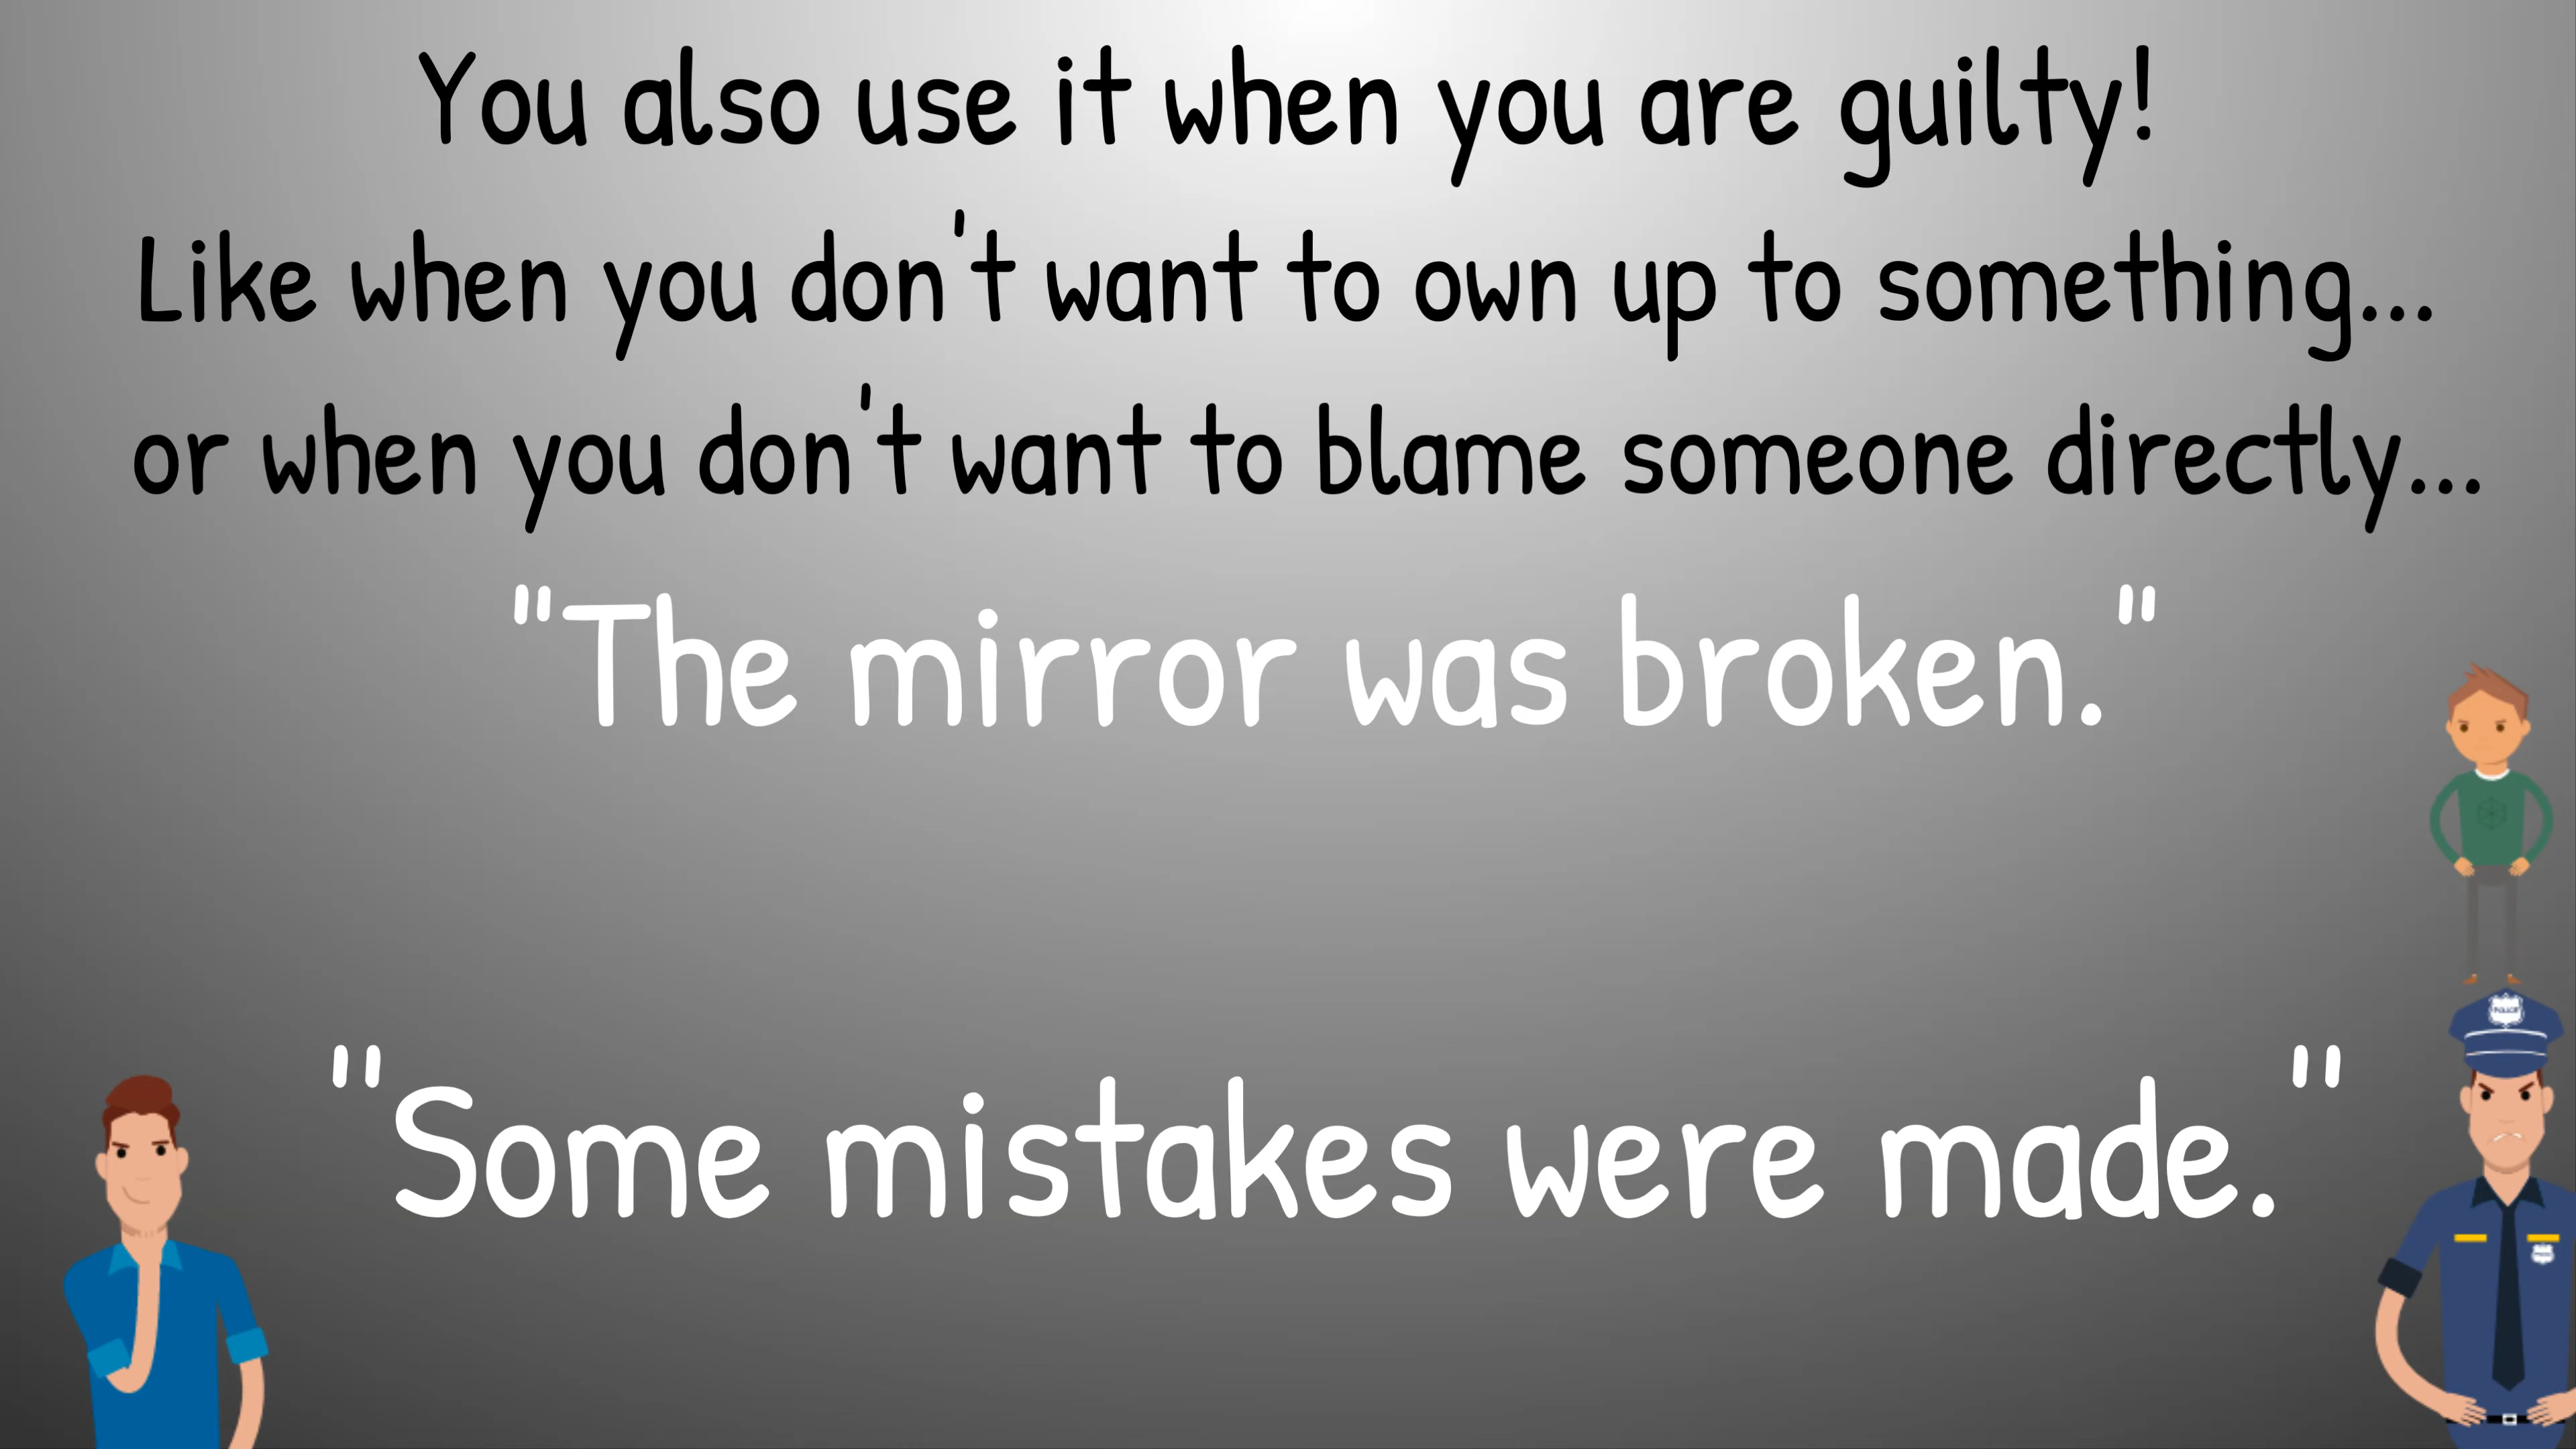 You also use it when you are guilty!
Like when you don't want to own up to something...
or when you don't want to blame someone directly...
"The mirror was broken."
"Some mistakes were made."